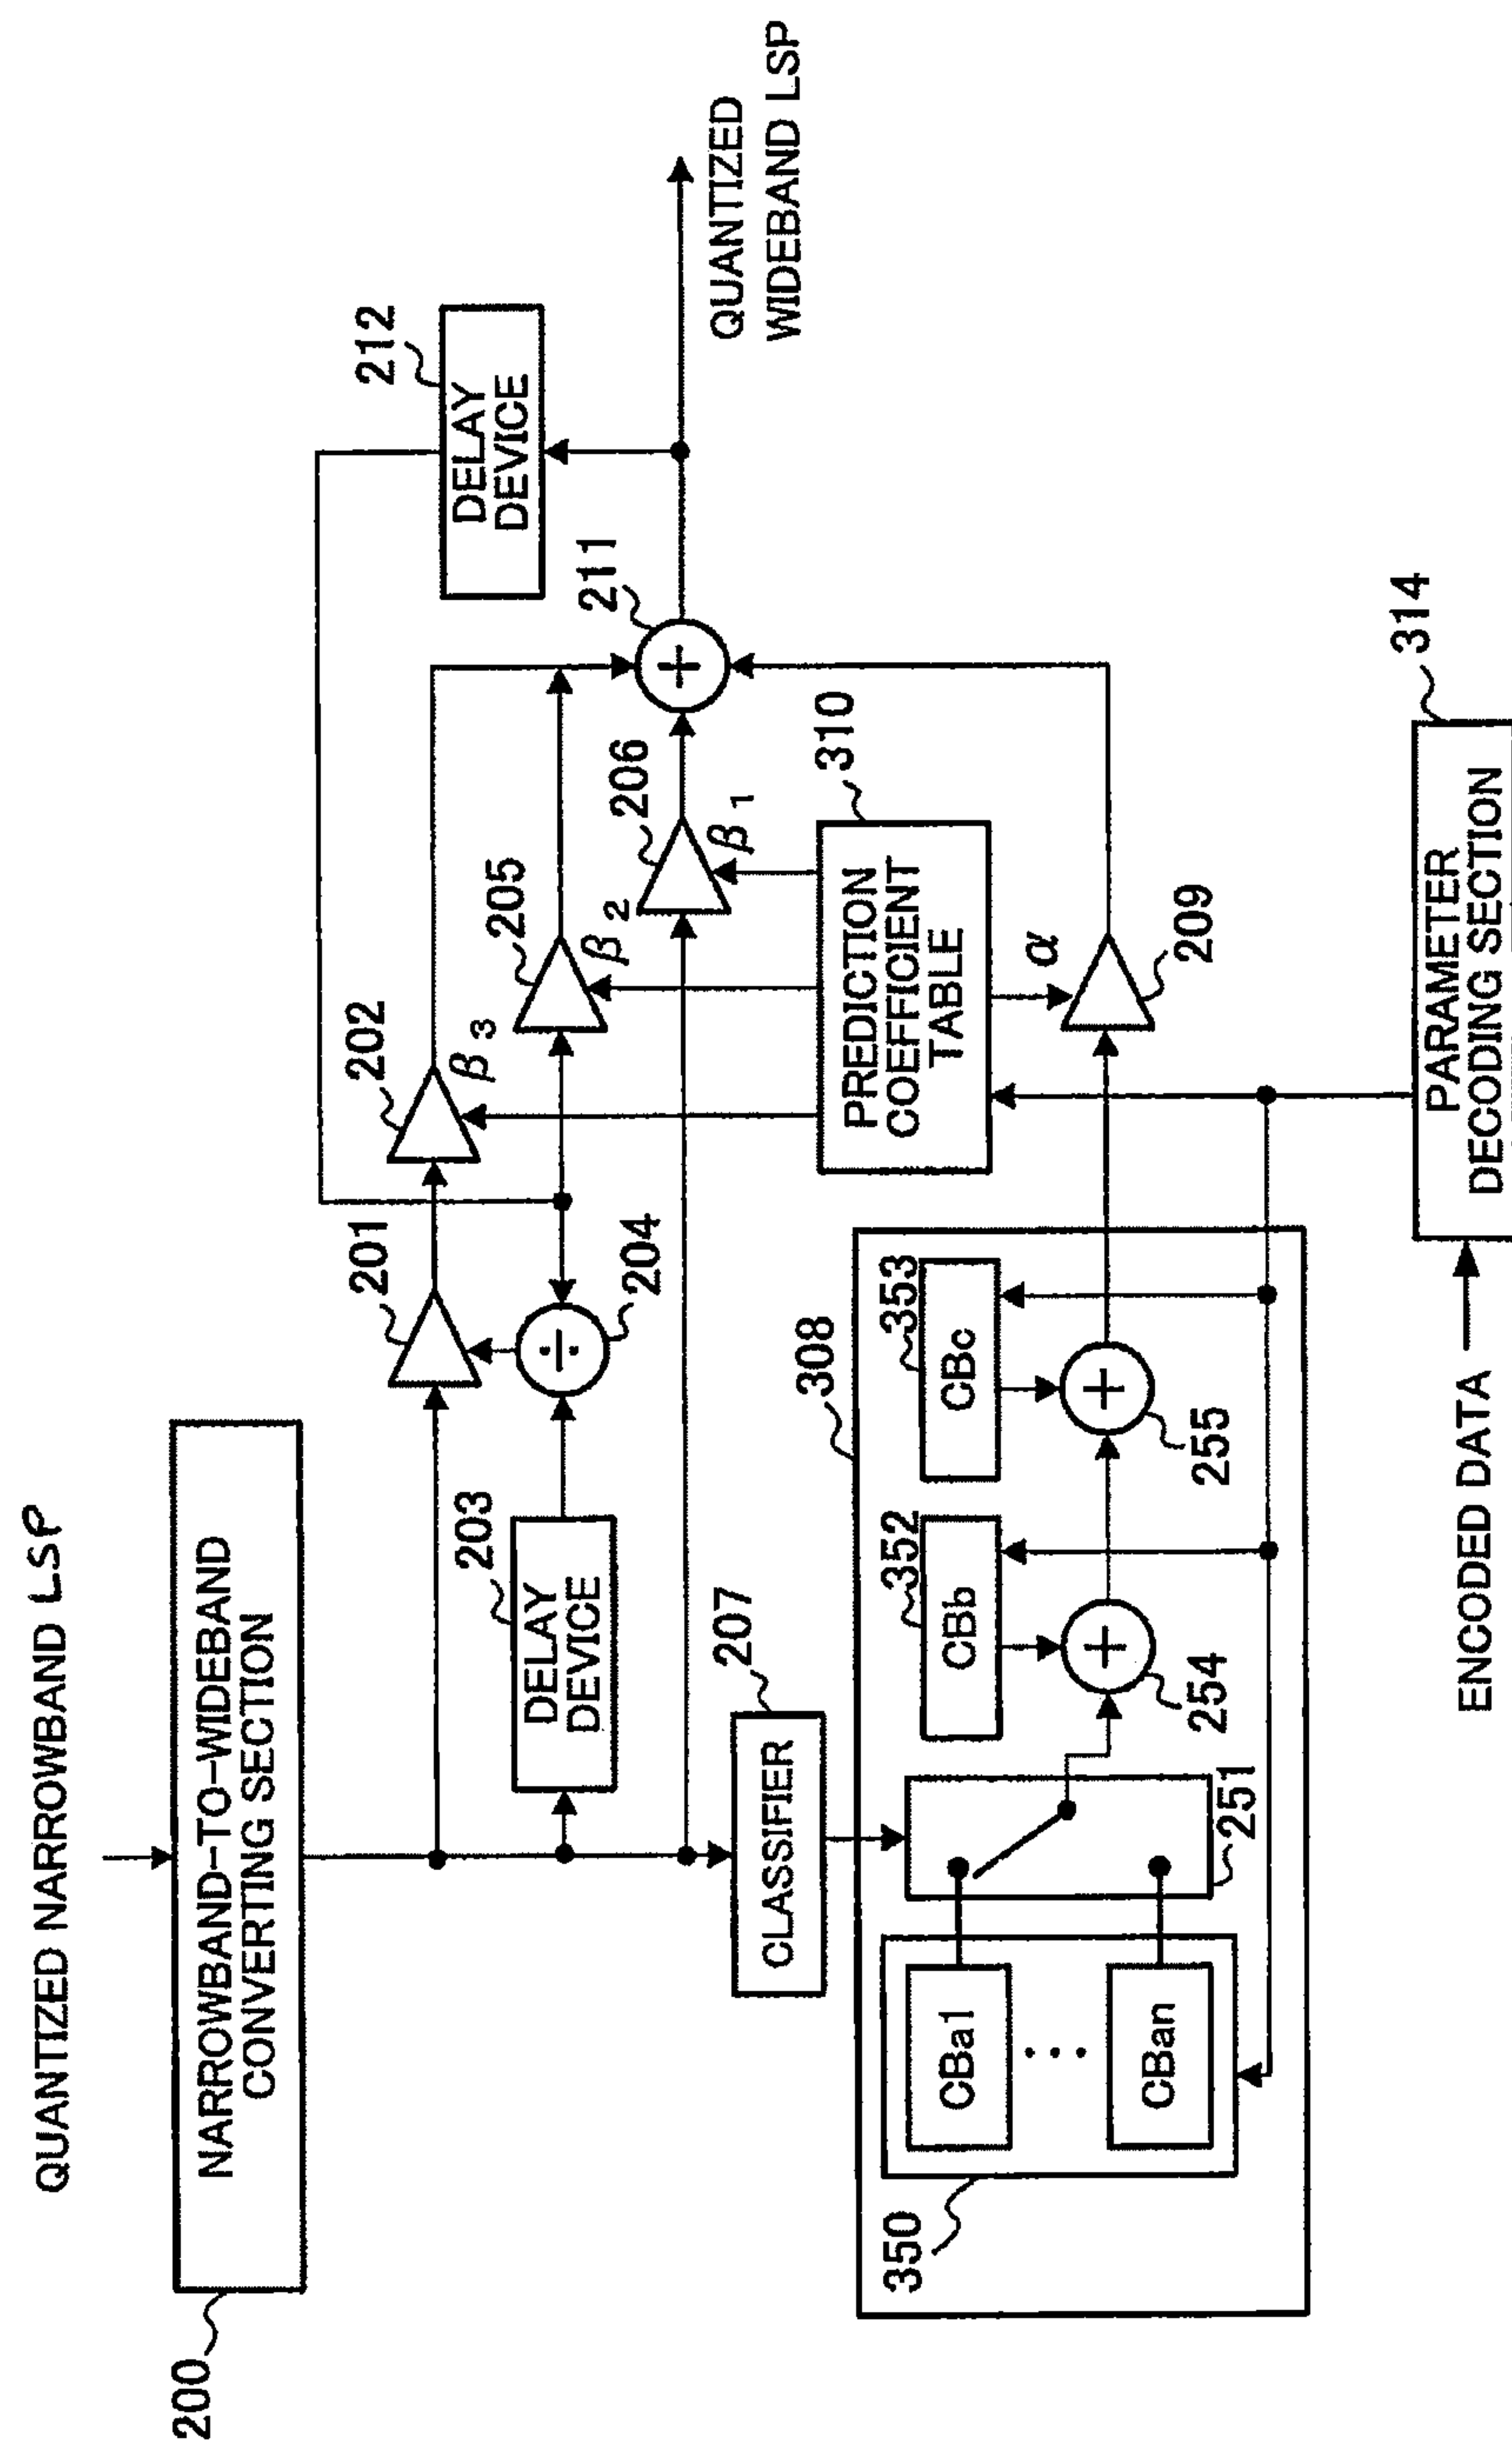 QUANTIZED NARROWBAND LSP
200
NARROWBAND-TO-WIDEBAND
CONVERTING SECTION
201
202
β3
203
DELAY
DEVICE
204
205
β2
206
β1
211
212
DELAY
DEVICE
QUANTIZED
WIDEBAND LSP
207
CLASSIFIER
310
PREDICTION
COEFFICIENT
TABLE
α
209
308
350
CBa1
...
CBan
251
352
CBb
254
353
CBc
255
314
PARAMETER
DECODING SECTION
ENCODED DATA